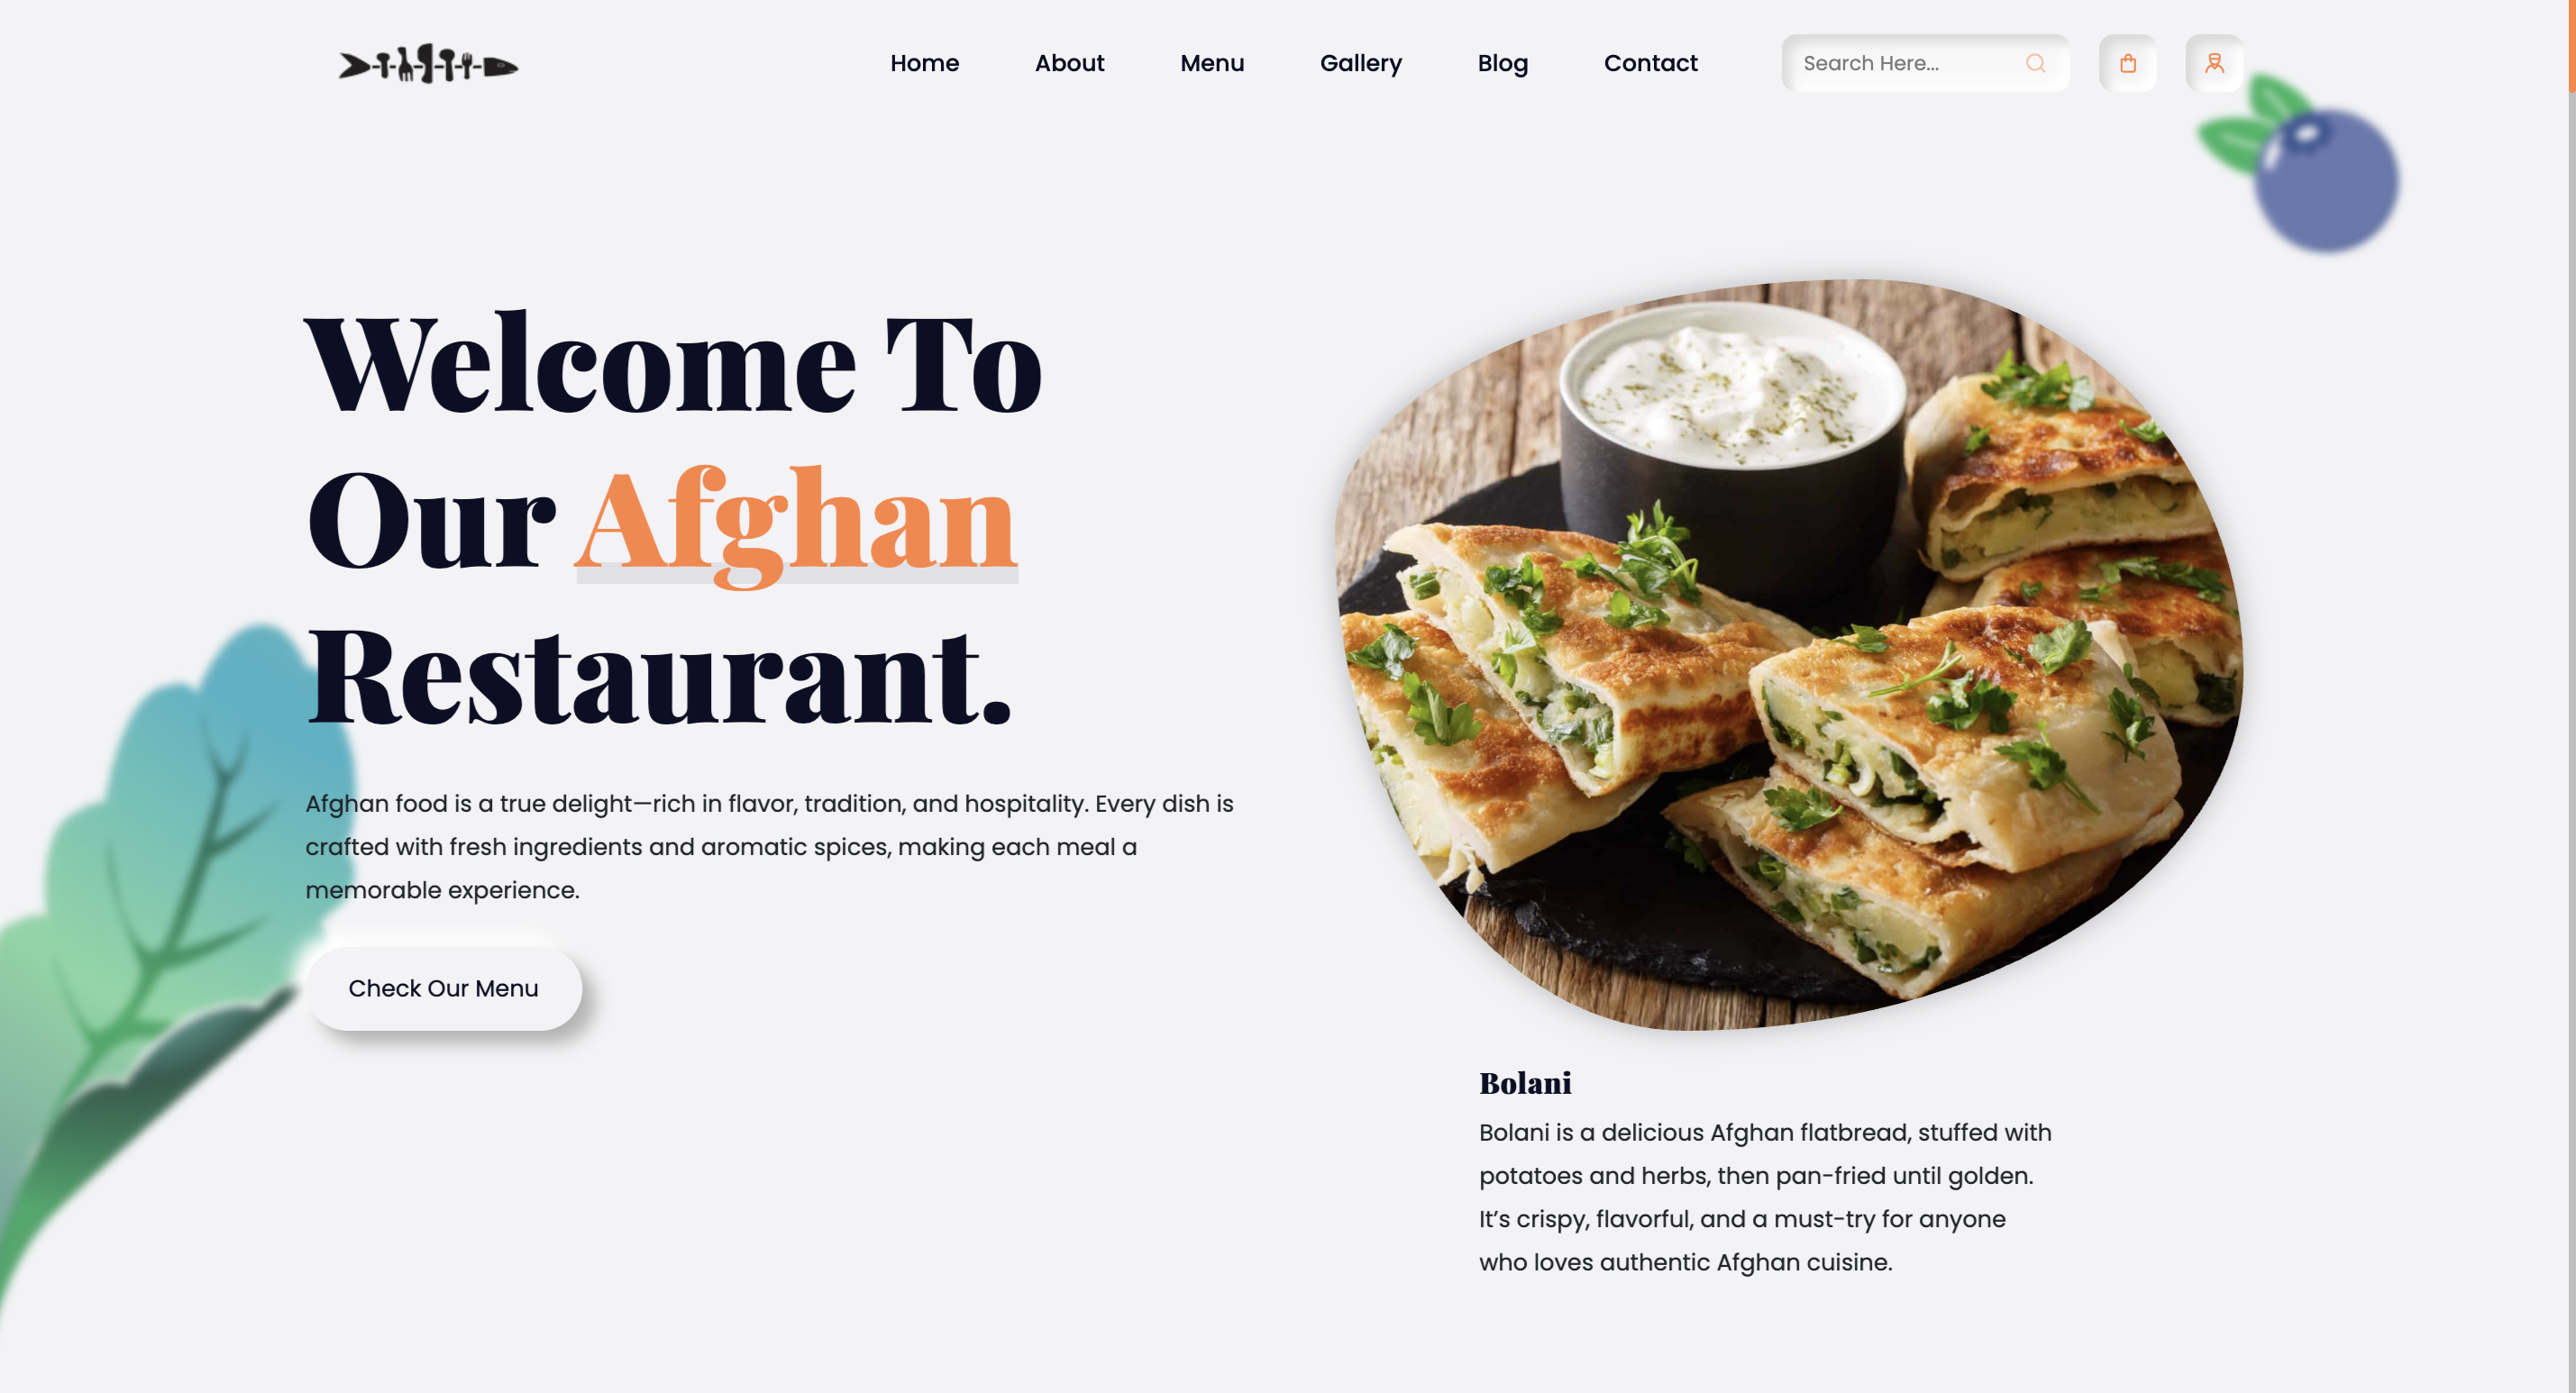 Home About Menu Gallery Blog Contact Search Here...
Welcome To
Our Afghan
Restaurant.
Afghan food is a true delight—rich in flavor, tradition, and hospitality. Every dish is
crafted with fresh ingredients and aromatic spices, making each meal a
memorable experience.
Check Our Menu
Bolani
Bolani is a delicious Afghan flatbread, stuffed with
potatoes and herbs, then pan-fried until golden.
It’s crispy, flavorful, and a must-try for anyone
who loves authentic Afghan cuisine.